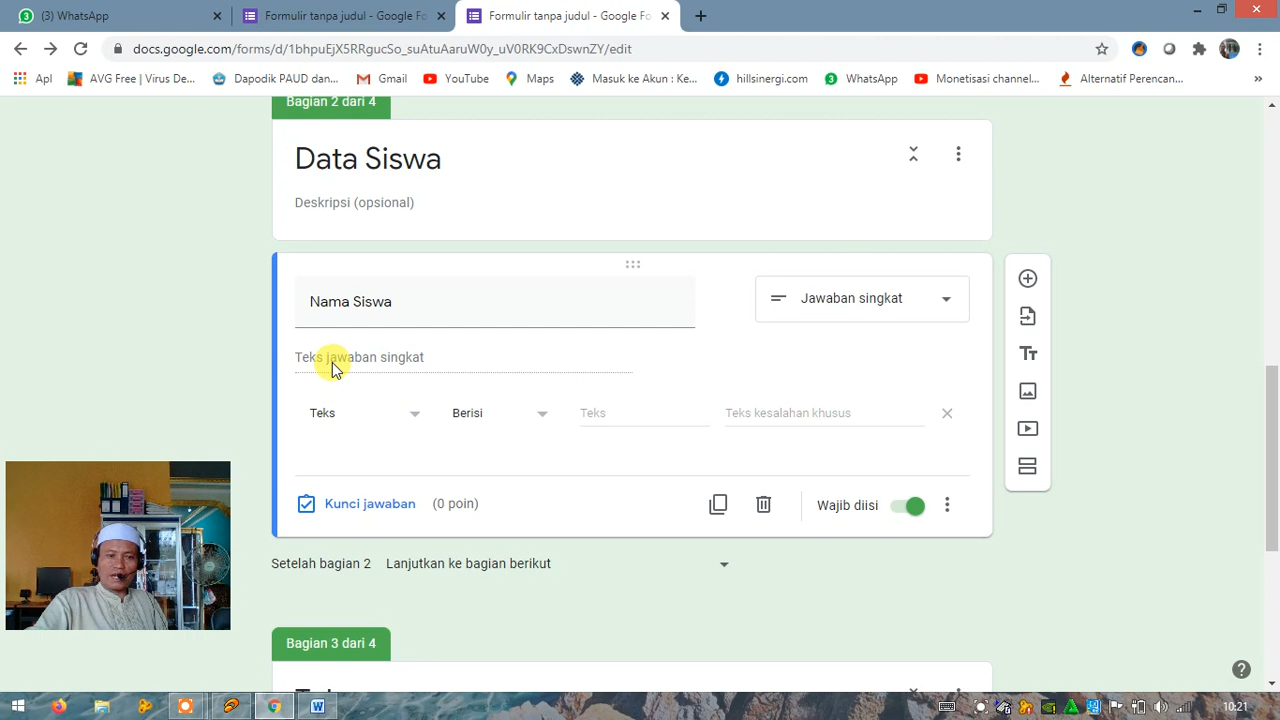 (3) WhatsApp
Formulir tanpa judul - Google Fo
Formulir tanpa judul - Google Fo
docs.google.com/forms/d/1bhpuEjX5RRgucSo_suAtuAaruW0y_uV0RK9CxDswnZY/edit
Apl
AVG Free | Virus De...
Dapodik PAUD dan...
Gmail
YouTube
Maps
Masuk ke Akun : Ke...
hillsinergi.com
WhatsApp
Monetisasi channel...
Alternatif Perencan...
»
Bagian 2 dari 4
Data Siswa
Deskripsi (opsional)
Nama Siswa
Jawaban singkat
Teks jawaban singkat
Teks
Berisi
Teks
Teks kesalahan khusus
Kunci jawaban
(0 poin)
Wajib diisi
Setelah bagian 2
Lanjutkan ke bagian berikut
Bagian 3 dari 4
10:21